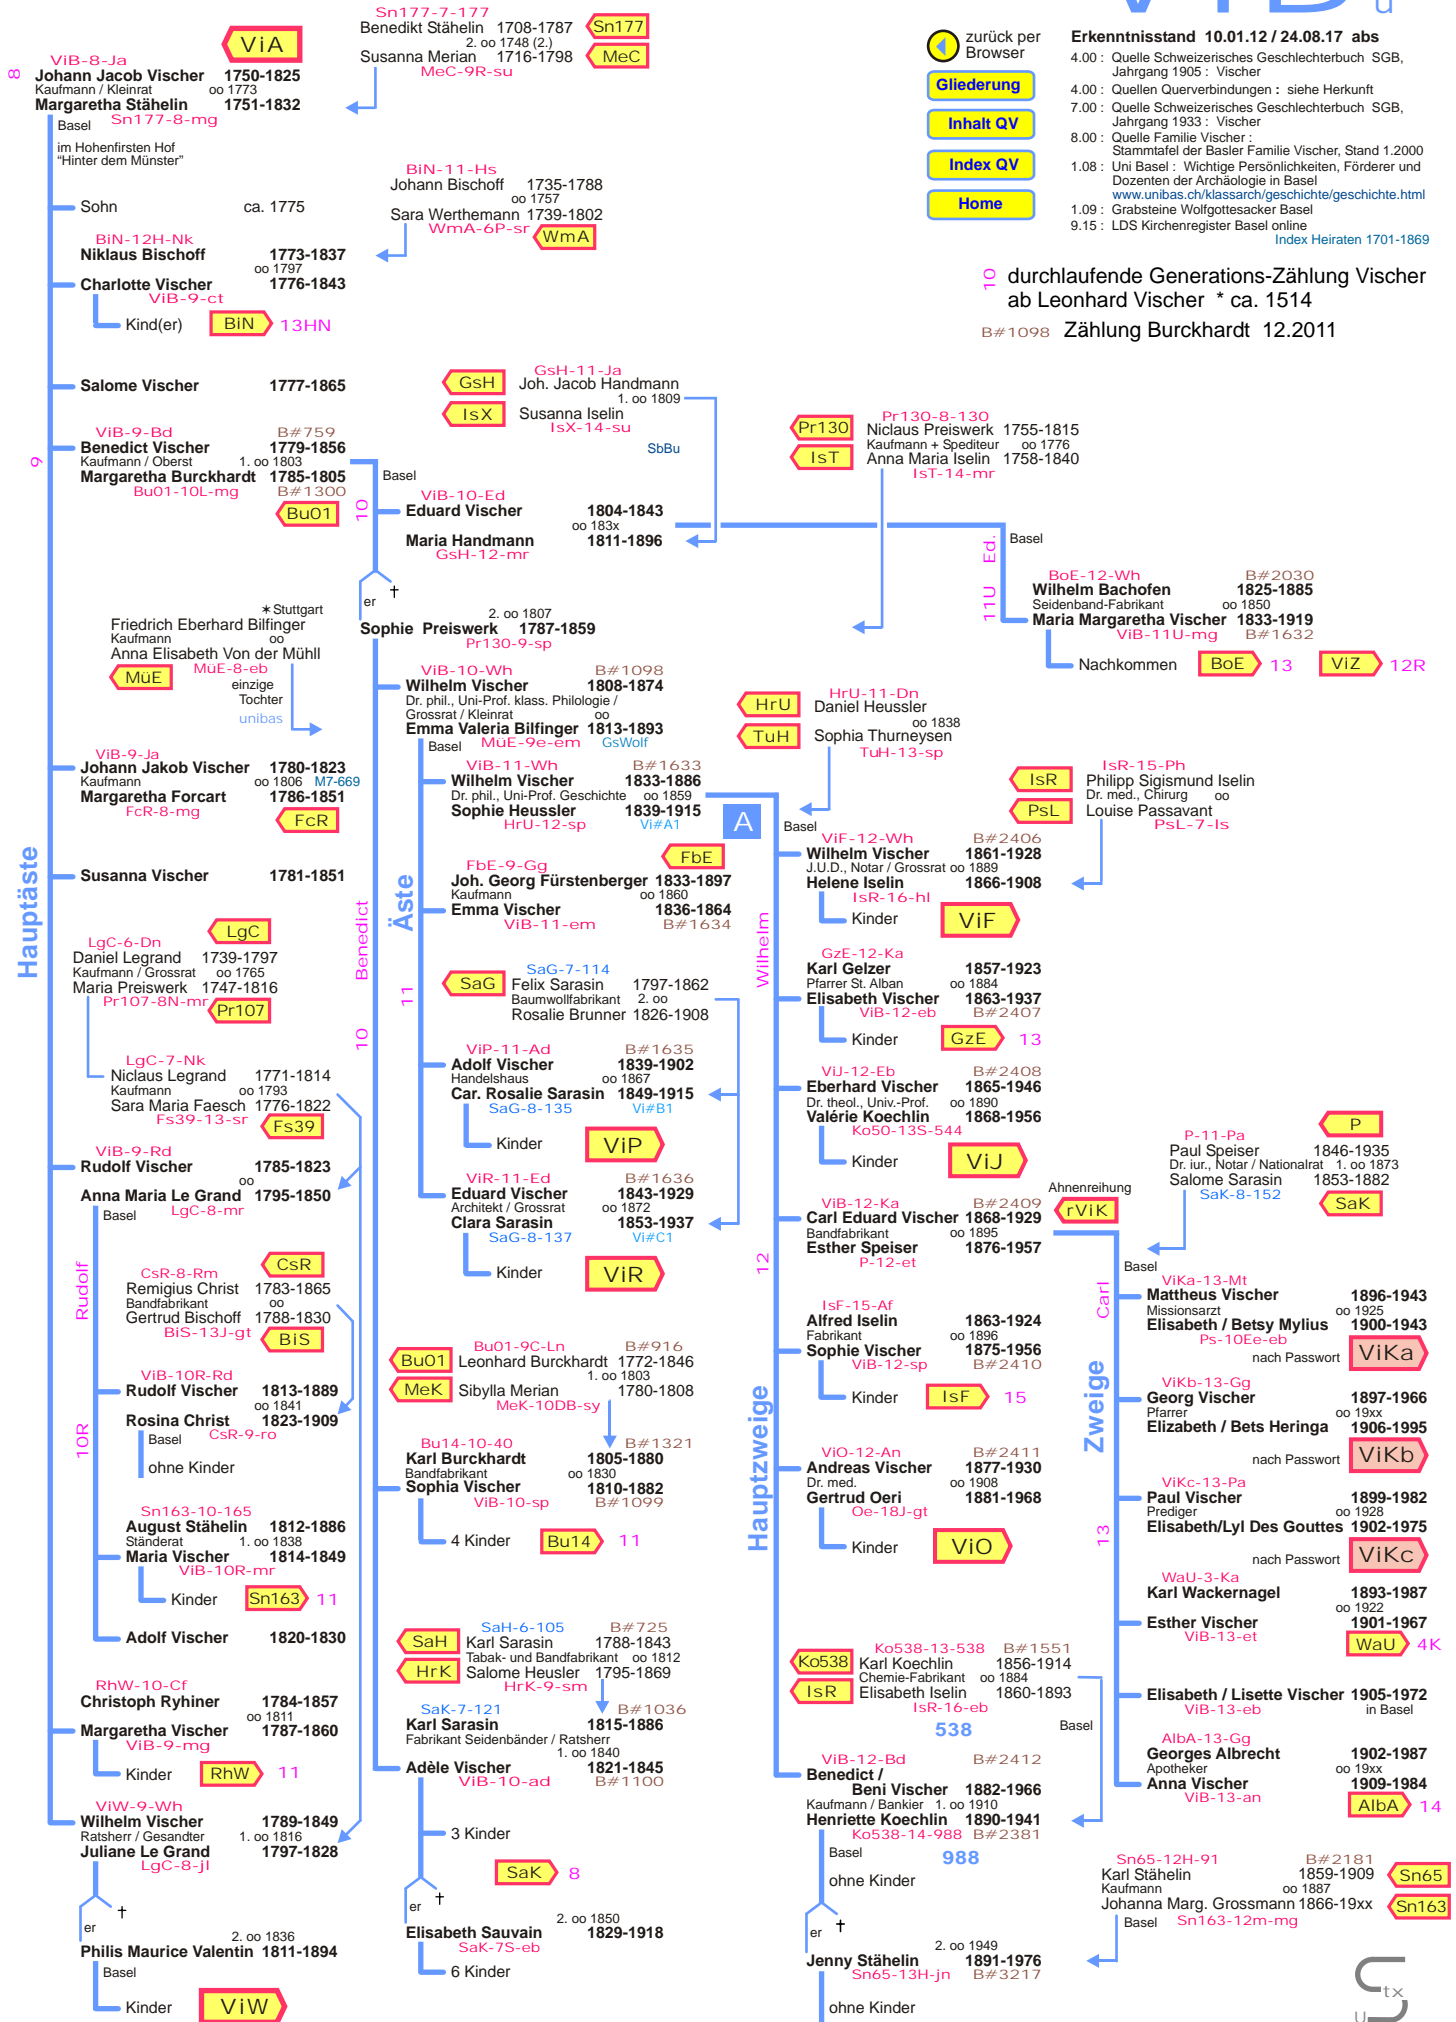 ViB
u
zurück per
Browser
Gliederung
Inhalt QV
Index QV
Home
Erkenntnisstand 10.01.12 / 24.08.17 abs
4.00 : Quelle Schweizerisches Geschlechterbuch SGB,
Jahrgang 1905 : Vischer
4.00 : Quellen Querverbindungen : siehe Herkunft
7.00 : Quelle Schweizerisches Geschlechterbuch SGB,
Jahrgang 1933 : Vischer
8.00 : Quelle Familie Vischer :
Stammtafel der Basler Familie Vischer, Stand 1.2000
1.08 : Uni Basel : Wichtige Persönlichkeiten, Förderer und
Dozenten der Archäologie in Basel
www.unibas.ch/klassarch/geschichte/geschichte.html
1.09 : Grabsteine Wolfgottesacker Basel
9.15 : LDS Kirchenregister Basel online
Index Heiraten 1701-1869
10 durchlaufende Generations-Zählung Vischer
ab Leonhard Vischer * ca. 1514
B#1098 Zählung Burckhardt 12.2011
Sn177-7-177
Benedikt Stähelin 1708-1787 Sn177
2. oo 1748 (2.)
Susanna Merian 1716-1798 MeC
MeC-9R-su
ViA
8
ViB-8-Ja
Johann Jacob Vischer 1750-1825
Kaufmann / Kleinrat oo 1773
Margaretha Stähelin 1751-1832
Basel Sn177-8-mg
im Hohenfirsten Hof
"Hinter dem Münster"
Sohn ca. 1775
BiN-11-Hs
Johann Bischoff 1735-1788
oo 1757
Sara Werthemann 1739-1802
WmA-6P-sr WmA
BiN-12H-Nk
Niklaus Bischoff 1773-1837
oo 1797
Charlotte Vischer 1776-1843
ViB-9-ct
Kind(er) BiN 13HN
Salome Vischer 1777-1865
9
ViB-9-Bd B#759
Benedict Vischer 1779-1856
Kaufmann / Oberst 1. oo 1803
Margaretha Burckhardt 1785-1805
Bu01-10L-mg B#1300
Bu01
GsH-11-Ja
GsH Joh. Jacob Handmann
1. oo 1809
IsX Susanna Iselin
IsX-14-su
SbBu
Pr130-8-130
Pr130 Niclaus Preiswerk 1755-1815
Kaufmann + Spediteur oo 1776
IsT Anna Maria Iselin 1758-1840
IsT-14-mr
Basel
10
ViB-10-Ed
Eduard Vischer 1804-1843
oo 183x
Maria Handmann 1811-1896
GsH-12-mr
Basel
11U Ed.
BoE-12-Wh B#2030
Wilhelm Bachofen 1825-1885
Seidenband-Fabrikant oo 1850
Maria Margaretha Vischer 1833-1919
ViB-11U-mg B#1632
Nachkommen BoE 13 ViZ 12R
er †
2. oo 1807
Sophie Preiswerk 1787-1859
Pr130-9-sp
✶Stuttgart
Friedrich Eberhard Bilfinger
Kaufmann oo
Anna Elisabeth Von der Mühll
MüE MüE-8-eb
einzige
Tochter
unibas
ViB-10-Wh B#1098
Wilhelm Vischer 1808-1874
Dr. phil., Uni-Prof. klass. Philologie /
Grossrat / Kleinrat oo
Emma Valeria Bilfinger 1813-1893
Basel MüE-9e-em GsWolf
HrU-11-Dn
HrU Daniel Heussler
oo 1838
TuH Sophia Thurneysen
TuH-13-sp
ViB-9-Ja
Johann Jakob Vischer 1780-1823
Kaufmann oo 1806 M7-669
Margaretha Forcart 1786-1851
FcR-8-mg FcR
ViB-11-Wh B#1633
Wilhelm Vischer 1833-1886
Dr. phil., Uni-Prof. Geschichte oo 1859
Sophie Heussler 1839-1915
HrU-12-sp Vi#A1
A
IsR-15-Ph
IsR Philipp Sigismund Iselin
Dr. med., Chirurg oo
PsL Louise Passavant
PsL-7-ls
Basel
ViF-12-Wh B#2406
Wilhelm Vischer 1861-1928
J.U.D., Notar / Grossrat oo 1889
Helene Iselin 1866-1908
IsR-16-hl
Kinder ViF
Hauptäste
Susanna Vischer 1781-1851
Äste
FbE
FbE-9-Gg
Joh. Georg Fürstenberger 1833-1897
Kaufmann oo 1860
Emma Vischer 1836-1864
ViB-11-em B#1634
Benedict
10
11
Wilhelm
LgC
LgC-6-Dn
Daniel Legrand 1739-1797
Kaufmann / Grossrat oo 1765
Maria Preiswerk 1747-1816
Pr107-8N-mr Pr107
SaG-7-114
SaG Felix Sarasin 1797-1862
Baumwollfabrikant 2. oo
Rosalie Brunner 1826-1908
GzE-12-Ka
Karl Gelzer 1857-1923
Pfarrer St. Alban oo 1884
Elisabeth Vischer 1863-1937
ViB-12-eb B#2407
Kinder GzE 13
LgC-7-Nk
Niclaus Legrand 1771-1814
Kaufmann oo 1793
Sara Maria Faesch 1776-1822
Fs39-13-sr Fs39
ViP-11-Ad B#1635
Adolf Vischer 1839-1902
Handelshaus oo 1867
Car. Rosalie Sarasin 1849-1915
SaG-8-135 Vi#B1
Kinder ViP
ViJ-12-Eb B#2408
Eberhard Vischer 1865-1946
Dr. theol., Univ.-Prof. oo 1890
Valérie Koechlin 1868-1956
Ko50-13S-544
Kinder ViJ
ViB-9-Rd
Rudolf Vischer 1785-1823
oo
Anna Maria Le Grand 1795-1850
Basel LgC-8-mr
ViR-11-Ed B#1636
Eduard Vischer 1843-1929
Architekt / Grossrat oo 1872
Clara Sarasin 1853-1937
SaG-8-137 Vi#C1
Kinder ViR
P
P-11-Pa
Paul Speiser 1846-1935
Dr. iur., Notar / Nationalrat 1. oo 1873
Salome Sarasin 1853-1882
SaK-8-152 SaK
Ahnenreihung
rViK
ViB-12-Ka B#2409
Carl Eduard Vischer 1868-1929
Bandfabrikant oo 1895
Esther Speiser 1876-1957
P-12-et
12
Rudolf
CsR
CsR-8-Rm
Remigius Christ 1783-1865
Bandfabrikant oo
Gertrud Bischoff 1788-1830
BiS-13J-gt BiS
Basel
Carl
ViKa-13-Mt
Mattheus Vischer 1896-1943
Missionsarzt oo 1925
Elisabeth / Betsy Mylius 1900-1943
Ps-10Ee-eb
nach Passwort ViKa
IsF-15-Af
Alfred Iselin 1863-1924
Fabrikant oo 1896
Sophie Vischer 1875-1956
ViB-12-sp B#2410
Kinder IsF 15
ViB-10R-Rd
Rudolf Vischer 1813-1889
oo 1841
Rosina Christ 1823-1909
Basel CsR-9-ro
ohne Kinder
10R
Bu01-9C-Ln B#916
Bu01 Leonhard Burckhardt 1772-1846
1. oo 1803
MeK Sibylla Merian 1780-1808
MeK-10DB-sy
Bu14-10-40 B#1321
Karl Burckhardt 1805-1880
Bandfabrikant oo 1830
Sophia Vischer 1810-1882
ViB-10-sp B#1099
4 Kinder Bu14 11
Hauptzweige
Zweige
ViKb-13-Gg
Georg Vischer 1897-1966
Pfarrer oo 19xx
Elizabeth / Bets Heringa 1906-1995
nach Passwort ViKb
ViO-12-An B#2411
Andreas Vischer 1877-1930
Dr. med. oo 1908
Gertrud Oeri 1881-1968
Oe-18J-gt
Kinder ViO
ViKc-13-Pa
Paul Vischer 1899-1982
Prediger oo 1928
Elisabeth/Lyl Des Gouttes 1902-1975
nach Passwort ViKc
13
Sn163-10-165
August Stähelin 1812-1886
Ständerat 1. oo 1838
Maria Vischer 1814-1849
ViB-10R-mr
Kinder Sn163 11
Adolf Vischer 1820-1830
WaU-3-Ka
Karl Wackernagel 1893-1987
oo 1922
Esther Vischer 1901-1967
ViB-13-et WaU 4K
SaH-6-105 B#725
SaH Karl Sarasin 1788-1843
Tabak- und Bandfabrikant oo 1812
HrK Salome Heusler 1795-1869
HrK-9-sm
Ko538-13-538 B#1551
Ko538 Karl Koechlin 1856-1914
Chemie-Fabrikant oo 1884
IsR Elisabeth Iselin 1860-1893
IsR-16-eb
538
Elisabeth / Lisette Vischer 1905-1972
ViB-13-eb in Basel
Basel
RhW-10-Cf
Christoph Ryhiner 1784-1857
oo 1811
Margaretha Vischer 1787-1860
ViB-9-mg
Kinder RhW 11
SaK-7-121 B#1036
Karl Sarasin 1815-1886
Fabrikant Seidenbänder / Ratsherr
1. oo 1840
Adèle Vischer 1821-1845
ViB-10-ad B#1100
3 Kinder
SaK 8
AlbA-13-Gg
Georges Albrecht 1902-1987
Apotheker oo 19xx
Anna Vischer 1909-1984
ViB-13-an AlbA 14
ViB-12-Bd B#2412
Benedict /
Beni Vischer 1882-1966
Kaufmann / Bankier 1. oo 1910
Henriette Koechlin 1890-1941
Ko538-14-988 B#2381
Basel 988
ohne Kinder
ViW-9-Wh
Wilhelm Vischer 1789-1849
Ratsherr / Gesandter 1. oo 1816
Juliane Le Grand 1797-1828
LgC-8-jl
er †
2. oo 1836
Philis Maurice Valentin 1811-1894
Basel
Kinder ViW
er †
2. oo 1850
Elisabeth Sauvain 1829-1918
SaK-7S-eb
6 Kinder
Sn65-12H-91 B#2181
Karl Stähelin 1859-1909 Sn65
Kaufmann oo 1887
Johanna Marg. Grossmann 1866-19xx Sn163
Basel Sn163-12m-mg
er †
2. oo 1949
Jenny Stähelin 1891-1976
Sn65-13H-jn B#3217
ohne Kinder
S
tx
u